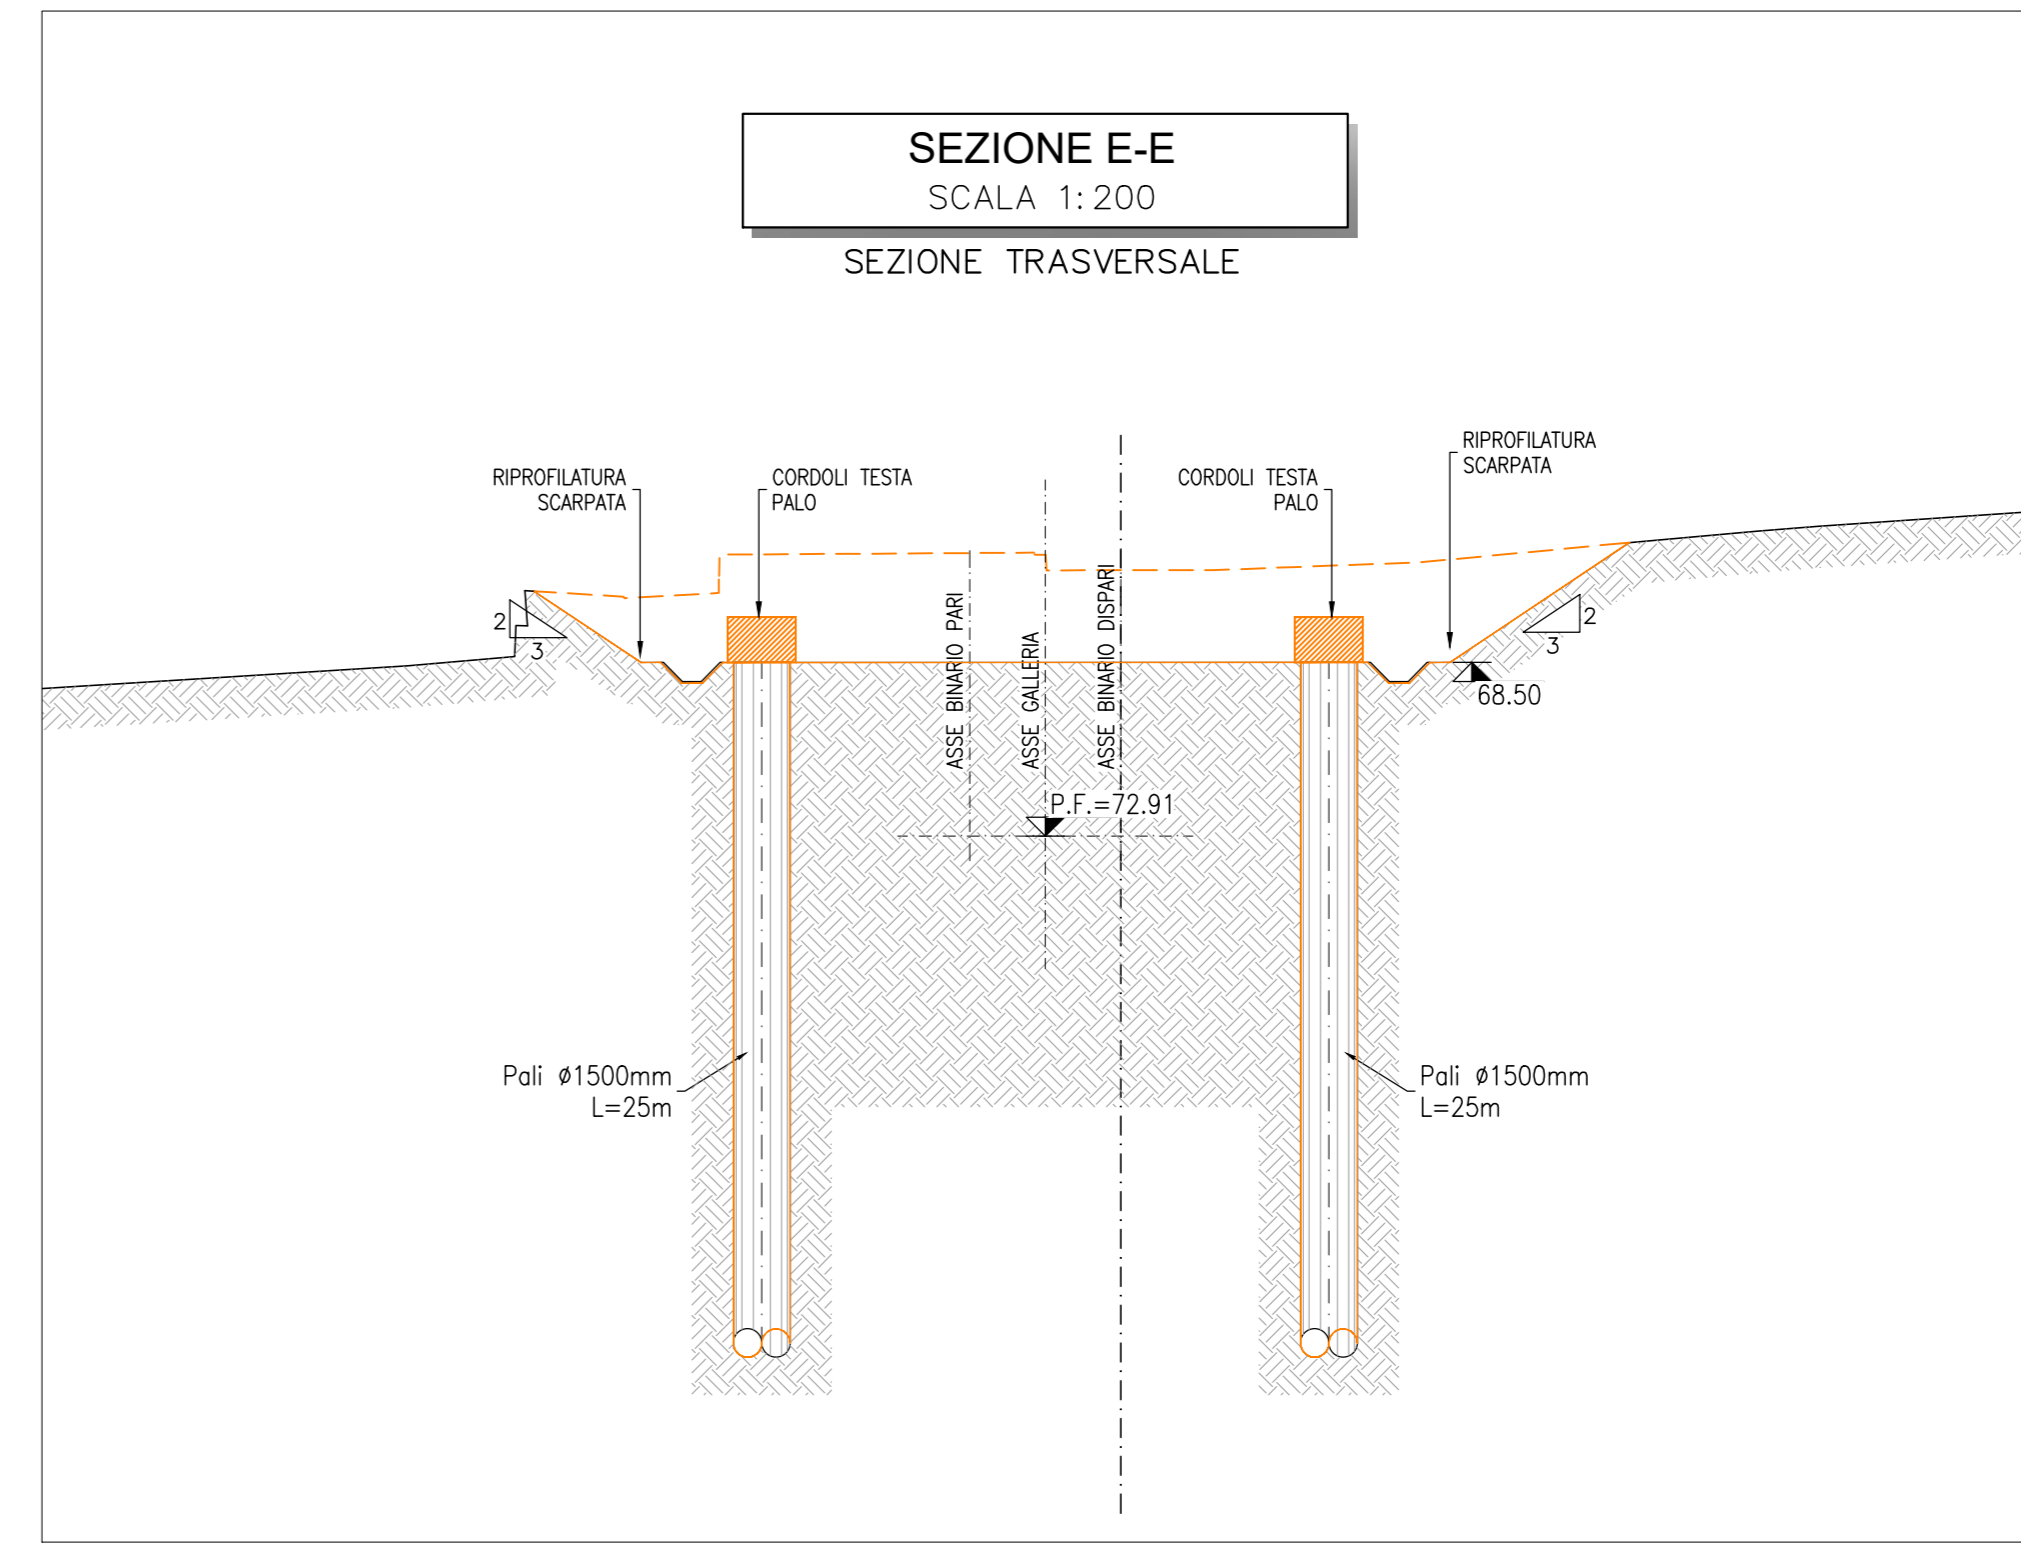 SEZIONE E-E
SCALA 1:200
SEZIONE TRASVERSALE
RIPROFILATURA
SCARPATA
CORDOLI TESTA
PALO
CORDOLI TESTA
PALO
RIPROFILATURA
SCARPATA
2
3
2
3
68.50
ASSE BINARIO PARI
ASSE GALLERIA
ASSE BINARIO DISPARI
P.F.=72.91
Pali ø1500mm
L=25m
Pali ø1500mm
L=25m